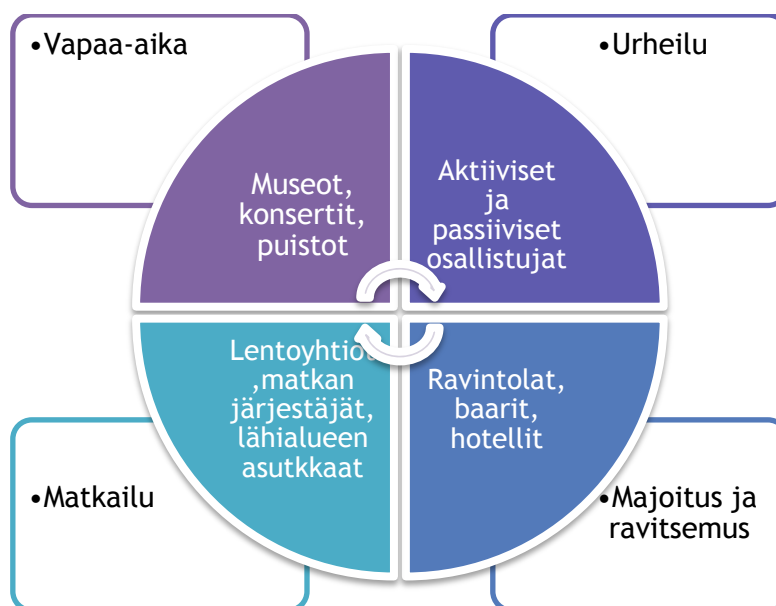 •Vapaa-aika
•Urheilu
Museot,
konsertit,
puistot
Aktiiviset
ja
passiiviset
osallistujat
Lentoyhtiöt
,matkan
järjestäjät,
lähialueen
asutkkaat
Ravintolat,
baarit,
hotellit
•Matkailu
•Majoitus ja
ravitsemus